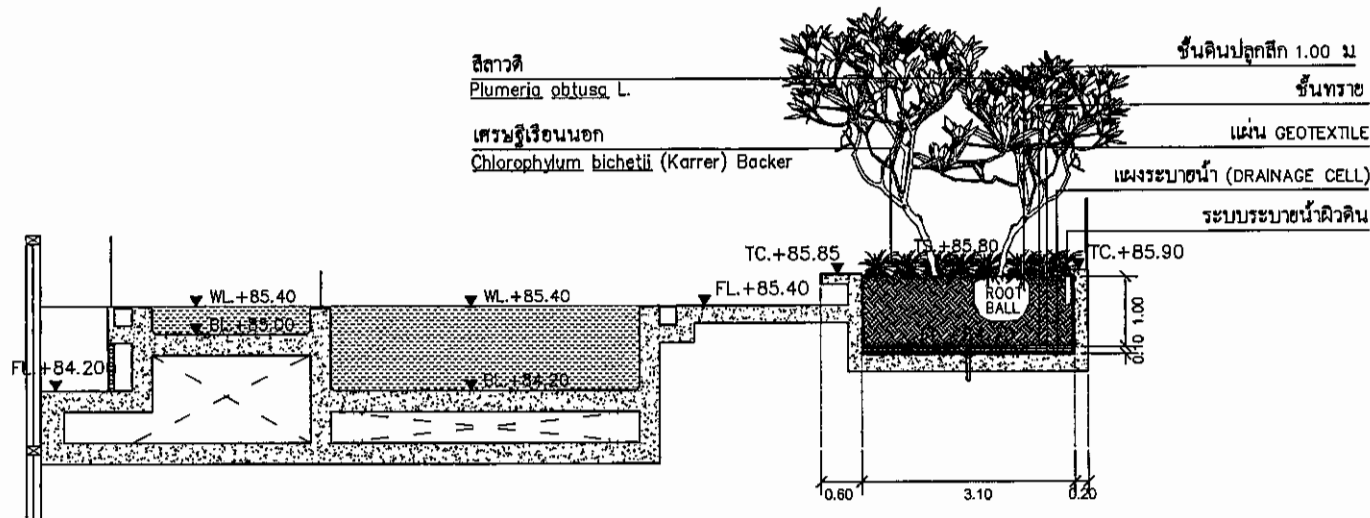 ลีลาวดี
Plumeria obtusa L.
เศรษฐีเรือนนอก
Chlorophylum bichetii (Karrer) Backer
ชั้นดินปลูกลึก 1.00 ม
ชั้นทราย
แผ่น GEOTEXTILE
แผงระบายน้ำ (DRAINAGE CELL)
ระบบระบายน้ำผิวดิน
TC.+85.85
TS.+85.80
TC.+85.90
WL.+85.40
WL.+85.40
FL.+85.40
BL.+85.00
ROOT
BALL
FL.+84.200
BL.+84.20
1.00
0.10
0.60
3.10
0.20